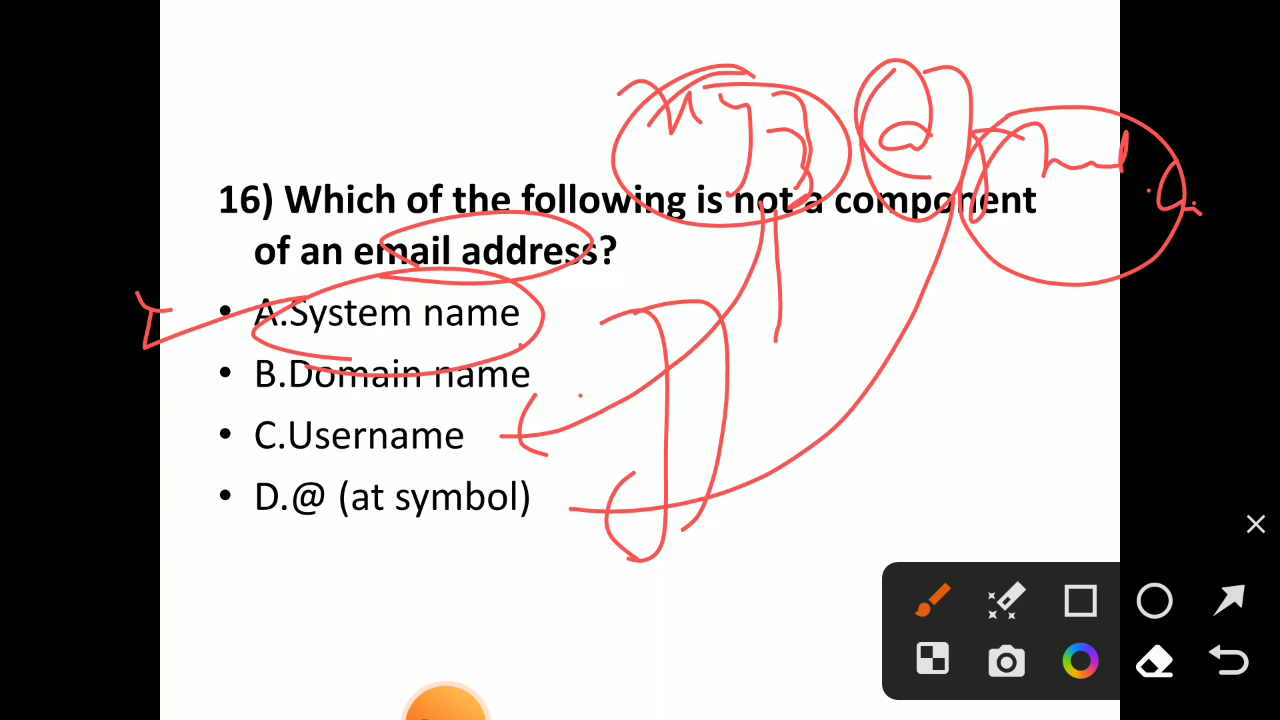 16) Which of the following is not a component
of an email address?
• A.System name
• B.Domain name
• C.Username
• D.@ (at symbol)